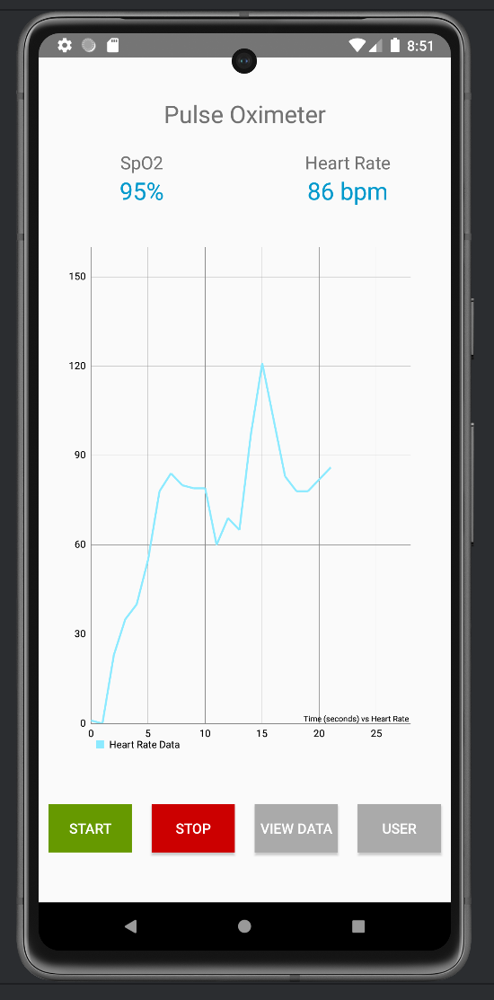 8:51
Pulse Oximeter
SpO2 Heart Rate
95% 86 bpm
150
120
90
60
30
0
Time (seconds) vs Heart Rate
0 5 10 15 20 25
Heart Rate Data
START STOP VIEW DATA USER